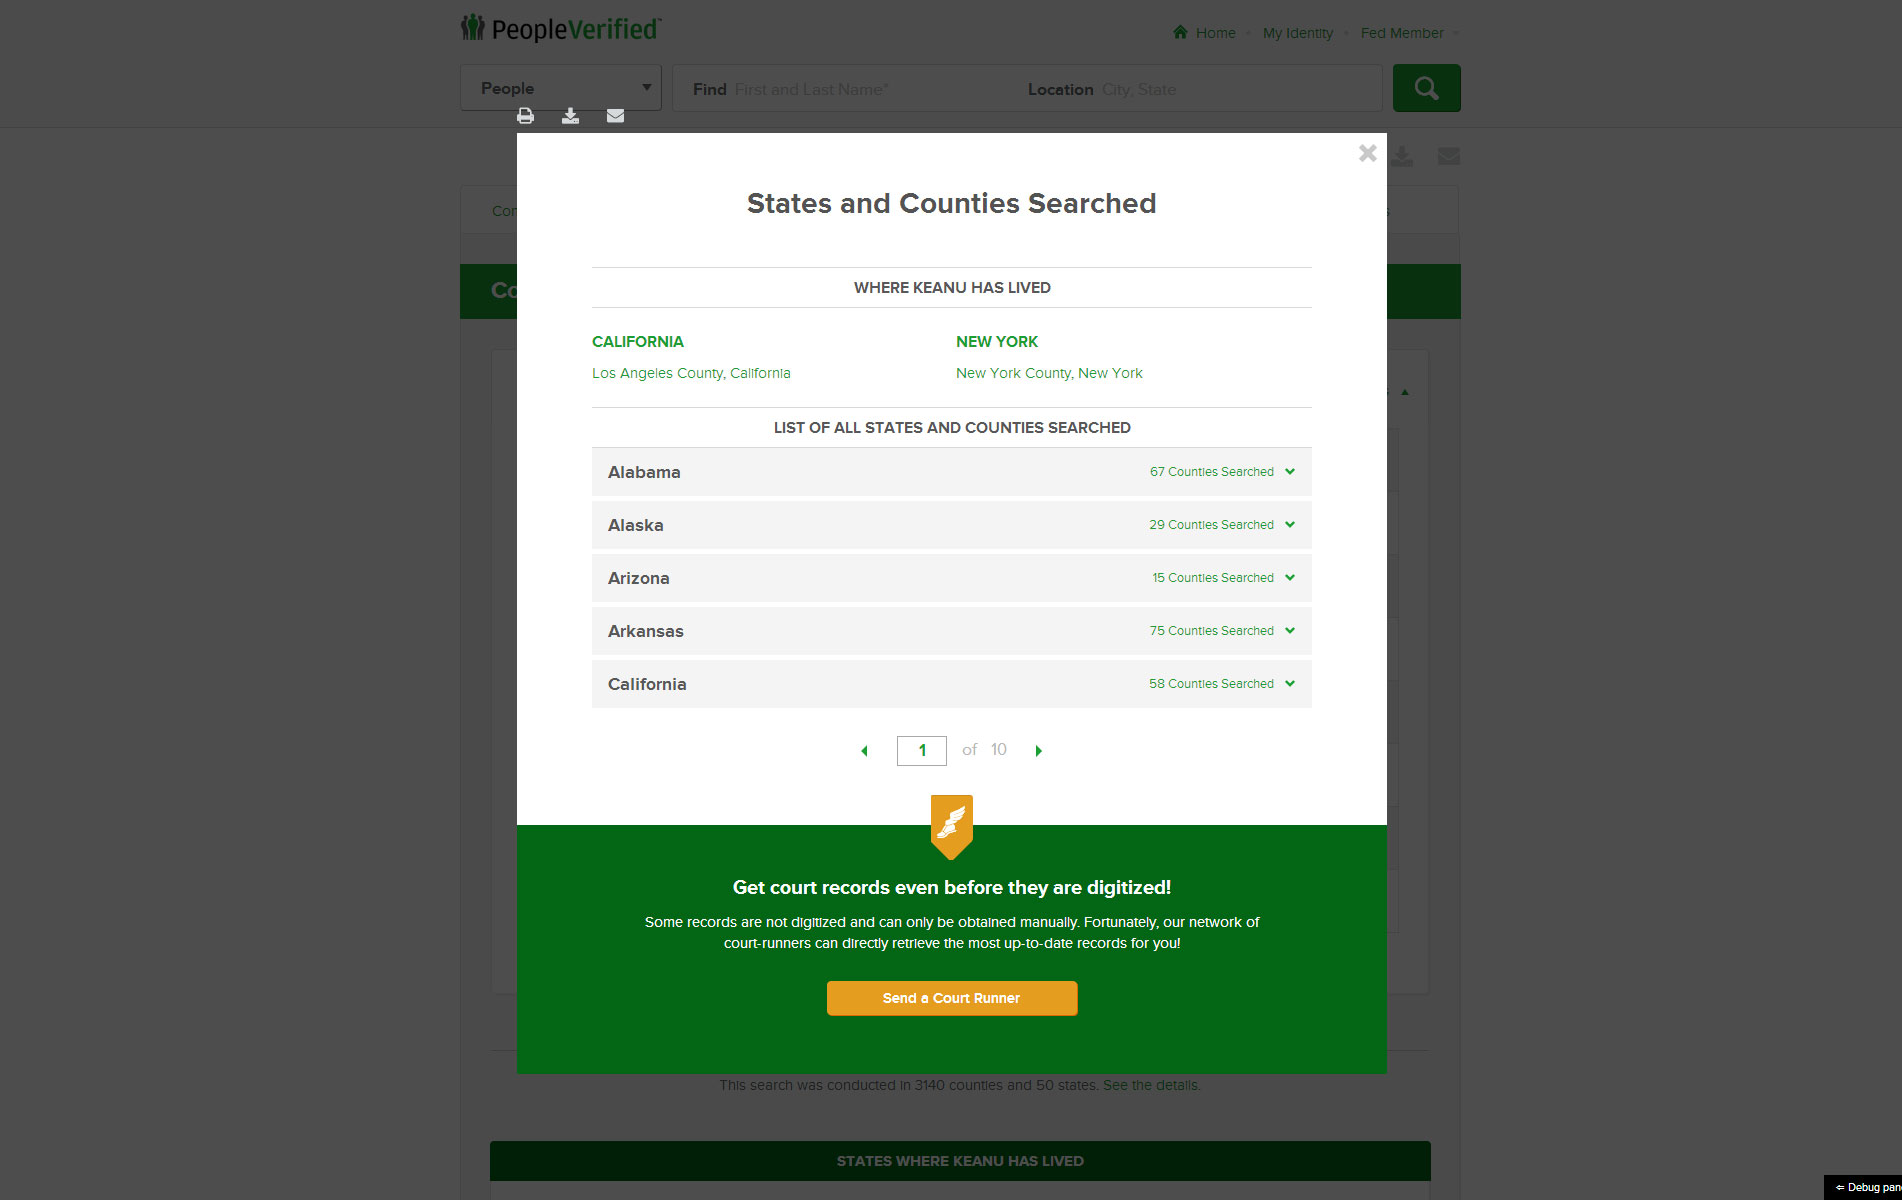 PeopleVerified™
Home • My Identity • Fed Member
People
Find First and Last Name*
Location City, State
States and Counties Searched
WHERE KEANU HAS LIVED
CALIFORNIA
Los Angeles County, California
NEW YORK
New York County, New York
LIST OF ALL STATES AND COUNTIES SEARCHED
Alabama 67 Counties Searched
Alaska 29 Counties Searched
Arizona 15 Counties Searched
Arkansas 75 Counties Searched
California 58 Counties Searched
1 of 10
Get court records even before they are digitized!
Some records are not digitized and can only be obtained manually. Fortunately, our network of
court-runners can directly retrieve the most up-to-date records for you!
Send a Court Runner
This search was conducted in 3140 counties and 50 states. See the details.
STATES WHERE KEANU HAS LIVED
⇐ Debug pan